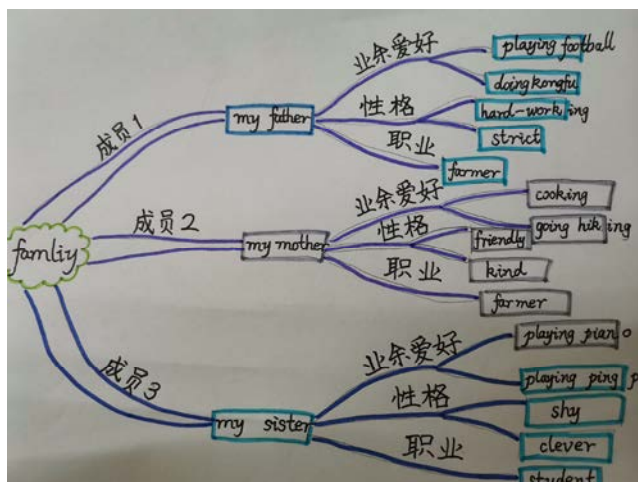 famliy
成员1
my father
业余爱好
playing football
doing kongfu
性格
hard-working
strict
职业
farmer
成员2
my mother
业余爱好
cooking
going hiking
性格
friendly
kind
职业
farmer
成员3
my sister
业余爱好
playing piano
playing ping p
性格
shy
clever
职业
student